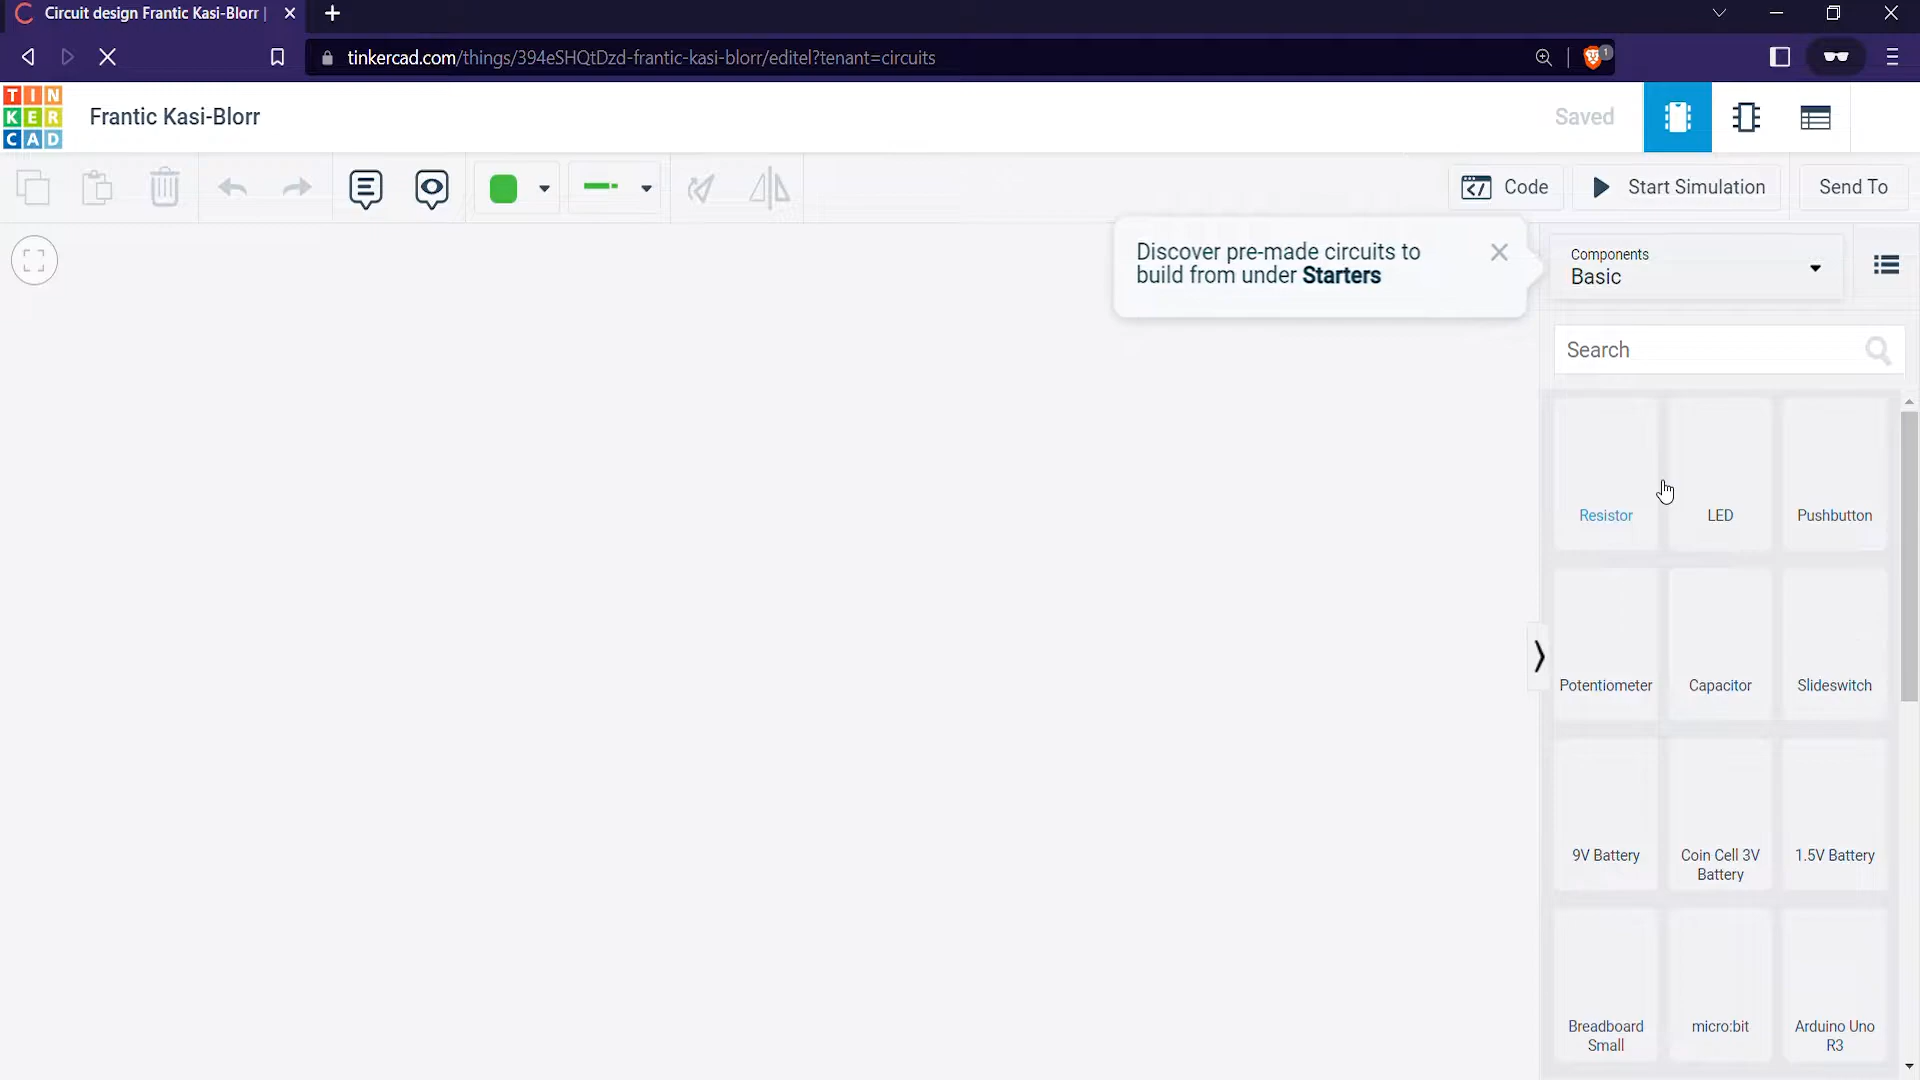 Circuit design Frantic Kasi-Blorr |
tinkercad.com/things/394eSHQtDzd-frantic-kasi-blorr/editel?tenant=circuits
1
TIN
KER
CAD
Frantic Kasi-Blorr
Saved
Code
Start Simulation
Send To
Discover pre-made circuits to
build from under Starters
Components
Basic
Search
Resistor
LED
Pushbutton
Potentiometer
Capacitor
Slideswitch
9V Battery
Coin Cell 3V
Battery
1.5V Battery
Breadboard
Small
micro:bit
Arduino Uno
R3